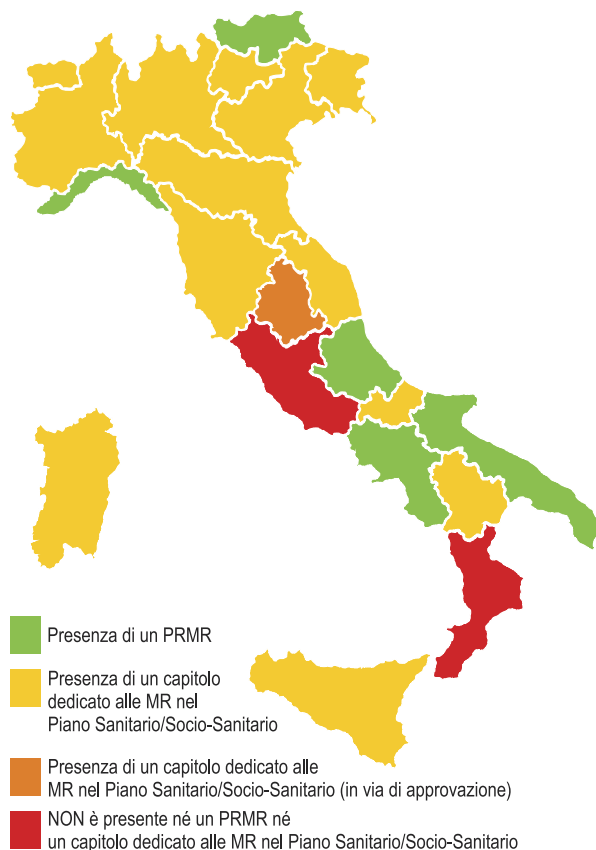 Presenza di un PRMR
Presenza di un capitolo
dedicato alle MR nel
Piano Sanitario/Socio-Sanitario
Presenza di un capitolo dedicato alle
MR nel Piano Sanitario/Socio-Sanitario (in via di approvazione)
NON è presente né un PRMR né
un capitolo dedicato alle MR nel Piano Sanitario/Socio-Sanitario